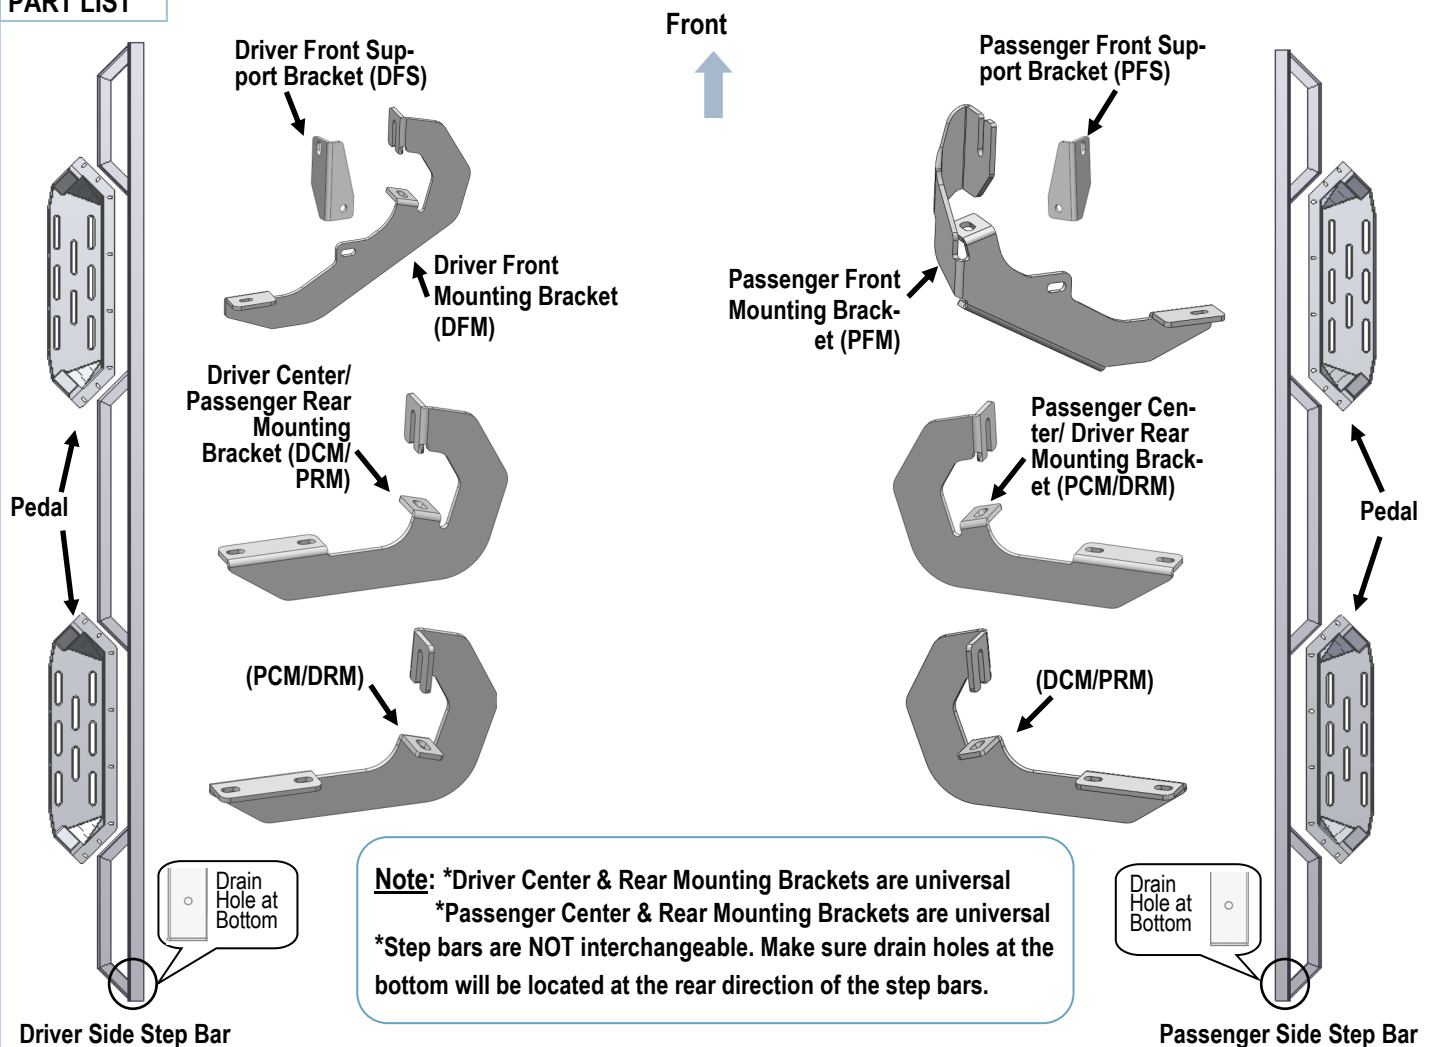 PART LIST
Front
Driver Front Sup-
port Bracket (DFS)
Passenger Front Sup-
port Bracket (PFS)
Driver Front
Mounting Bracket
(DFM)
Passenger Front
Mounting Brack-
et (PFM)
Driver Center/
Passenger Rear
Mounting
Bracket (DCM/
PRM)
Passenger Cen-
ter/ Driver Rear
Mounting Brack-
et (PCM/DRM)
Pedal
Pedal
(PCM/DRM)
(DCM/PRM)
Drain
Hole at
Bottom
Note: *Driver Center & Rear Mounting Brackets are universal
*Passenger Center & Rear Mounting Brackets are universal
*Step bars are NOT interchangeable. Make sure drain holes at the
bottom will be located at the rear direction of the step bars.
Drain
Hole at
Bottom
Driver Side Step Bar
Passenger Side Step Bar